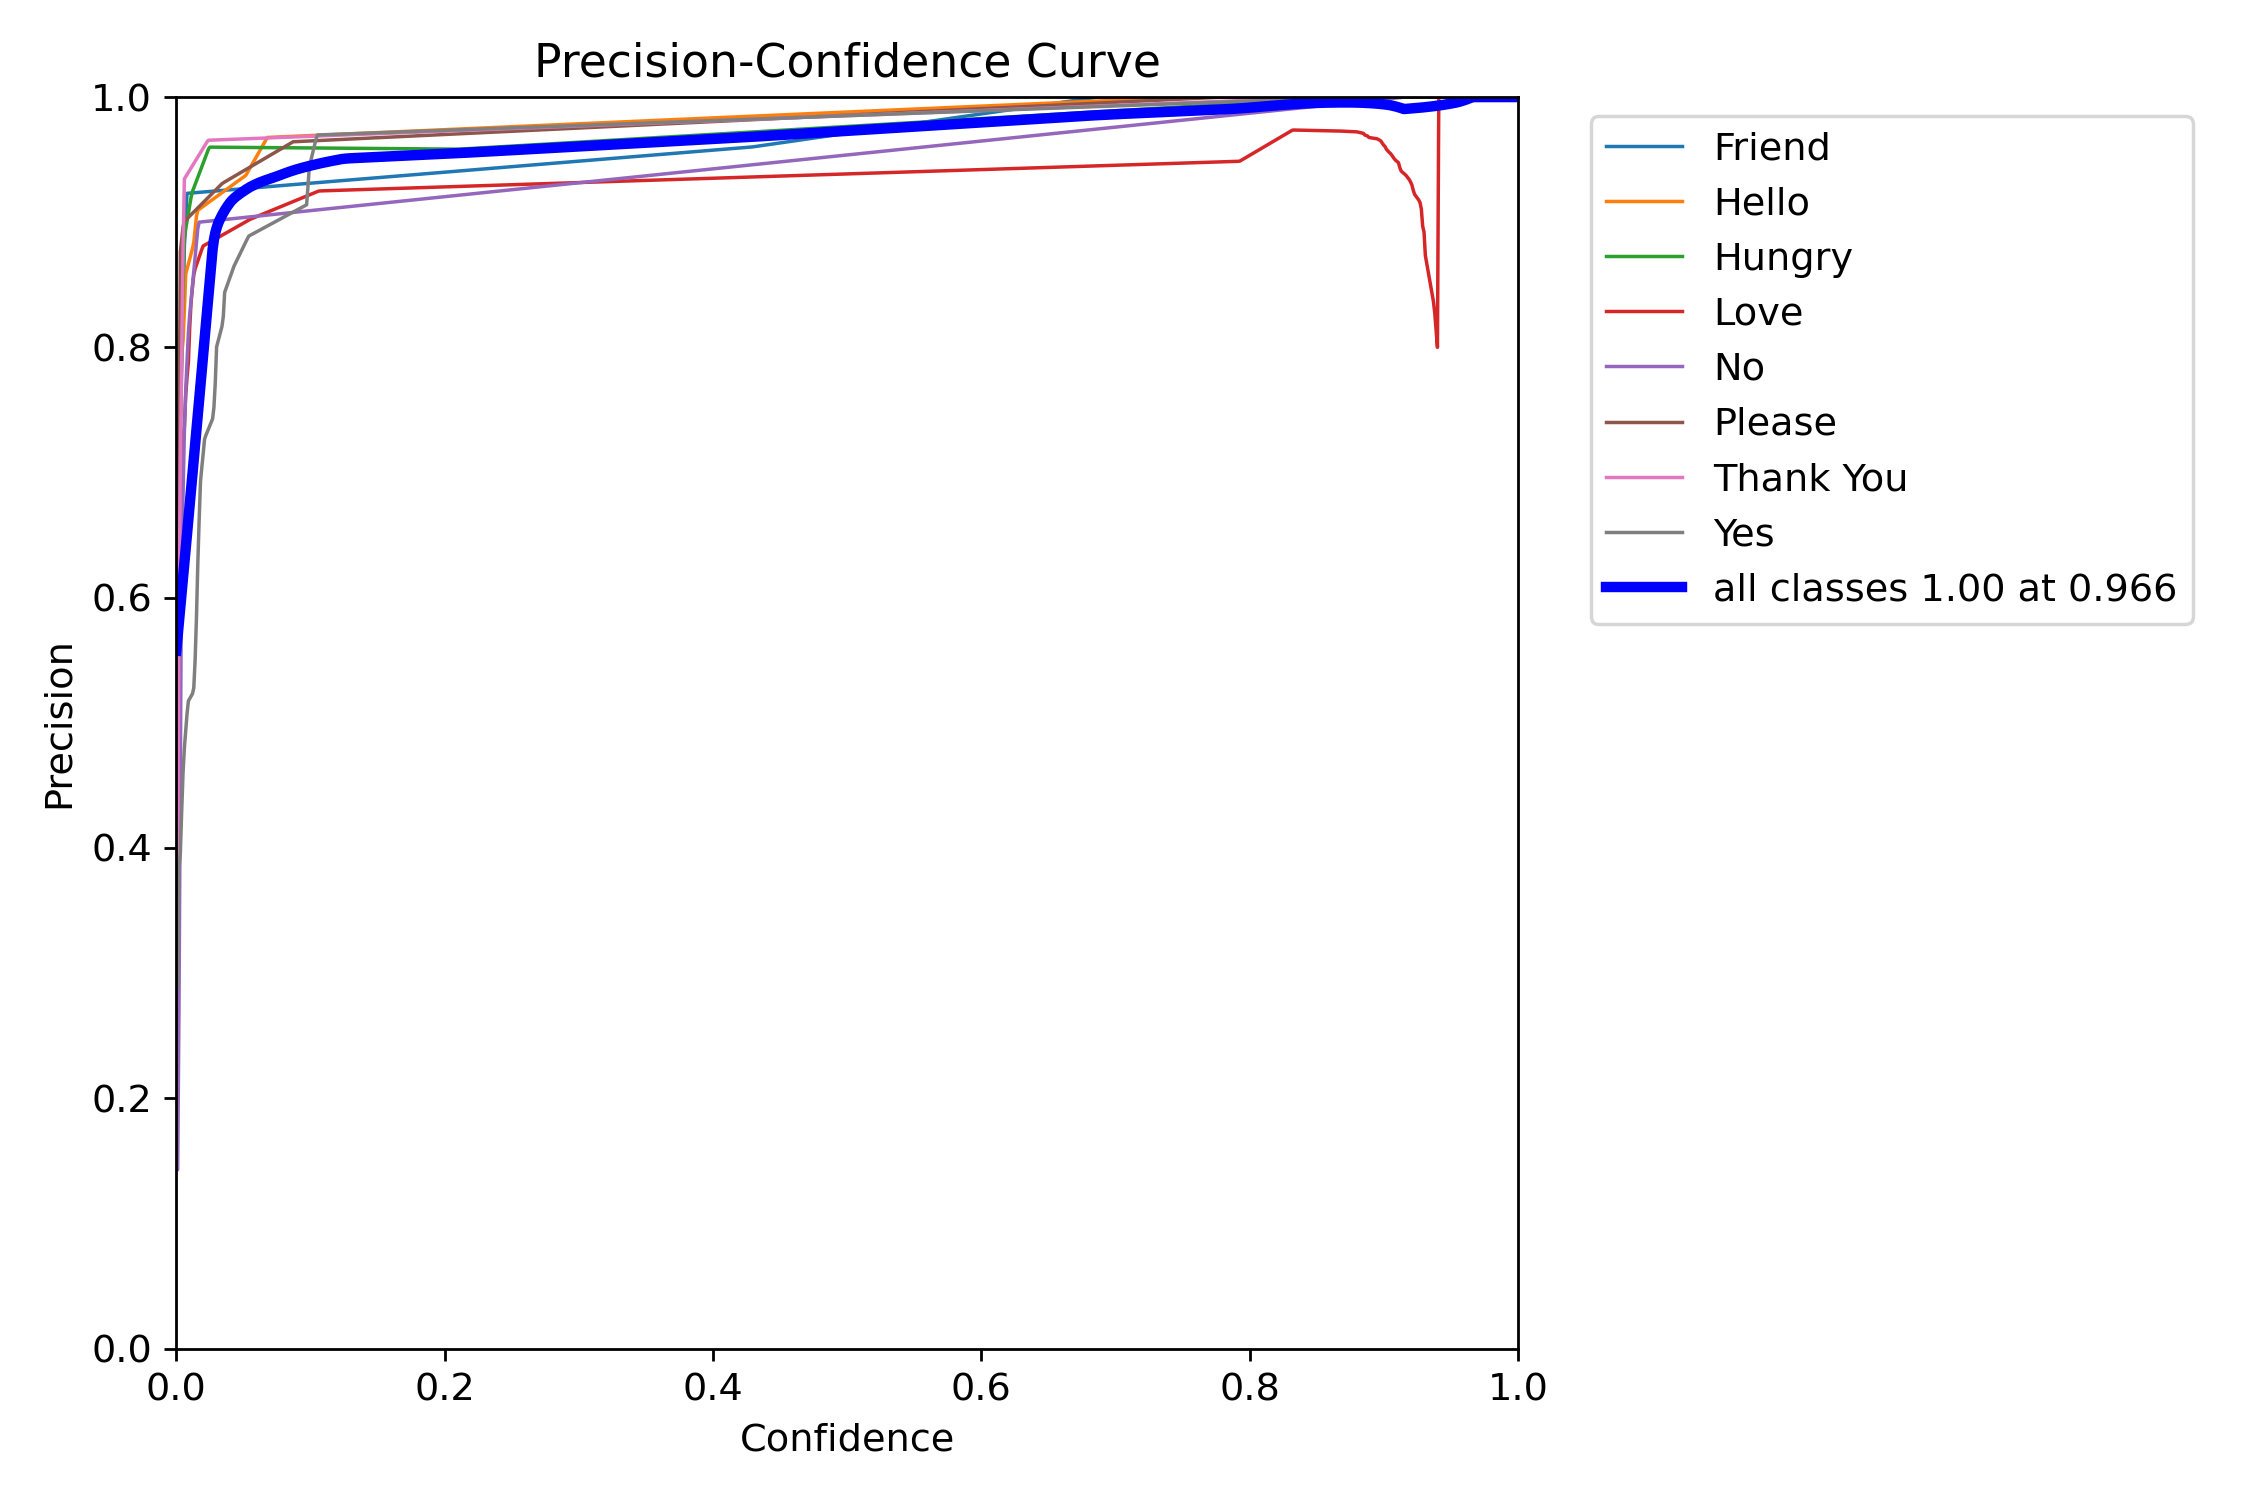 Precision-Confidence Curve
1.0
0.8
0.6
0.4
0.2
0.0
Precision
0.0 0.2 0.4 0.6 0.8 1.0
Confidence
Friend
Hello
Hungry
Love
No
Please
Thank You
Yes
all classes 1.00 at 0.966